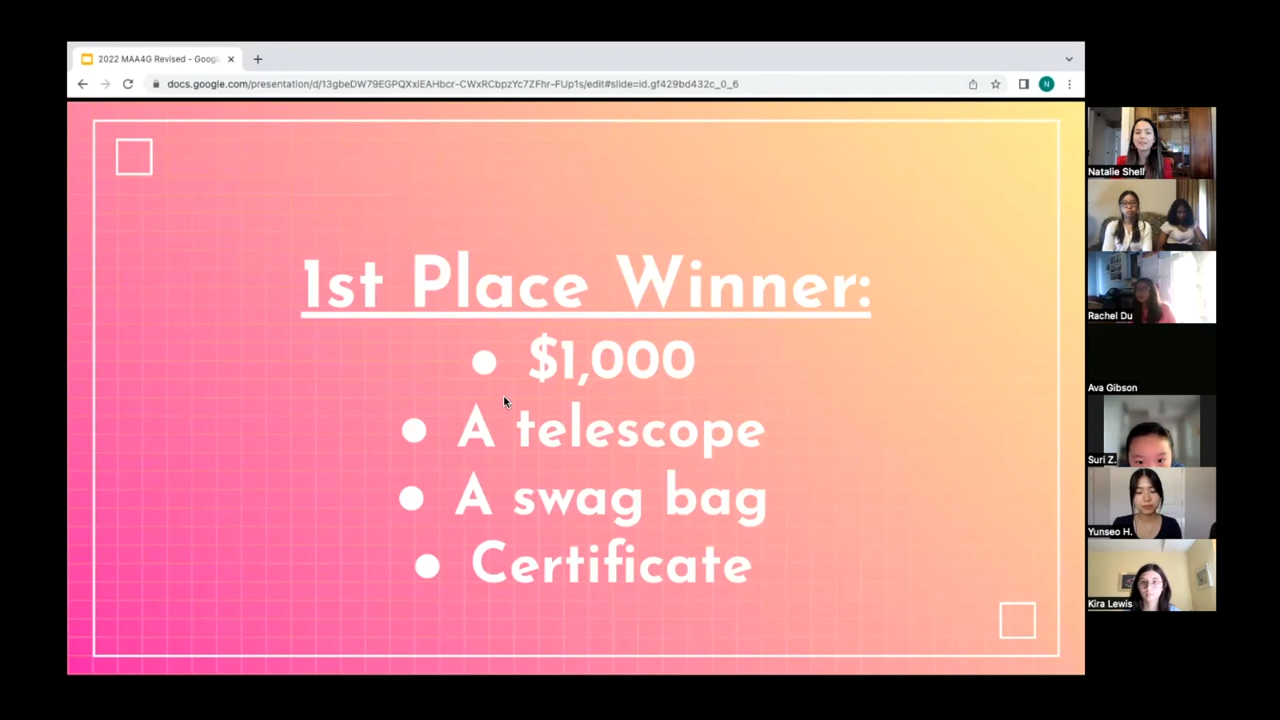 2022 MAA4G Revised - Googl
docs.google.com/presentation/d/13gbeDW79EGPQXxiEAHbcr-CWxRCbpzYc7ZFhr-FUp1s/edit#slide=id.gf429bd432c_0_6
N
1st Place Winner:
● $1,000
● A telescope
● A swag bag
● Certificate
Natalie Shell
Rachel Du
Ava Gibson
Suri Z.
Yunseo H.
Kira Lewis